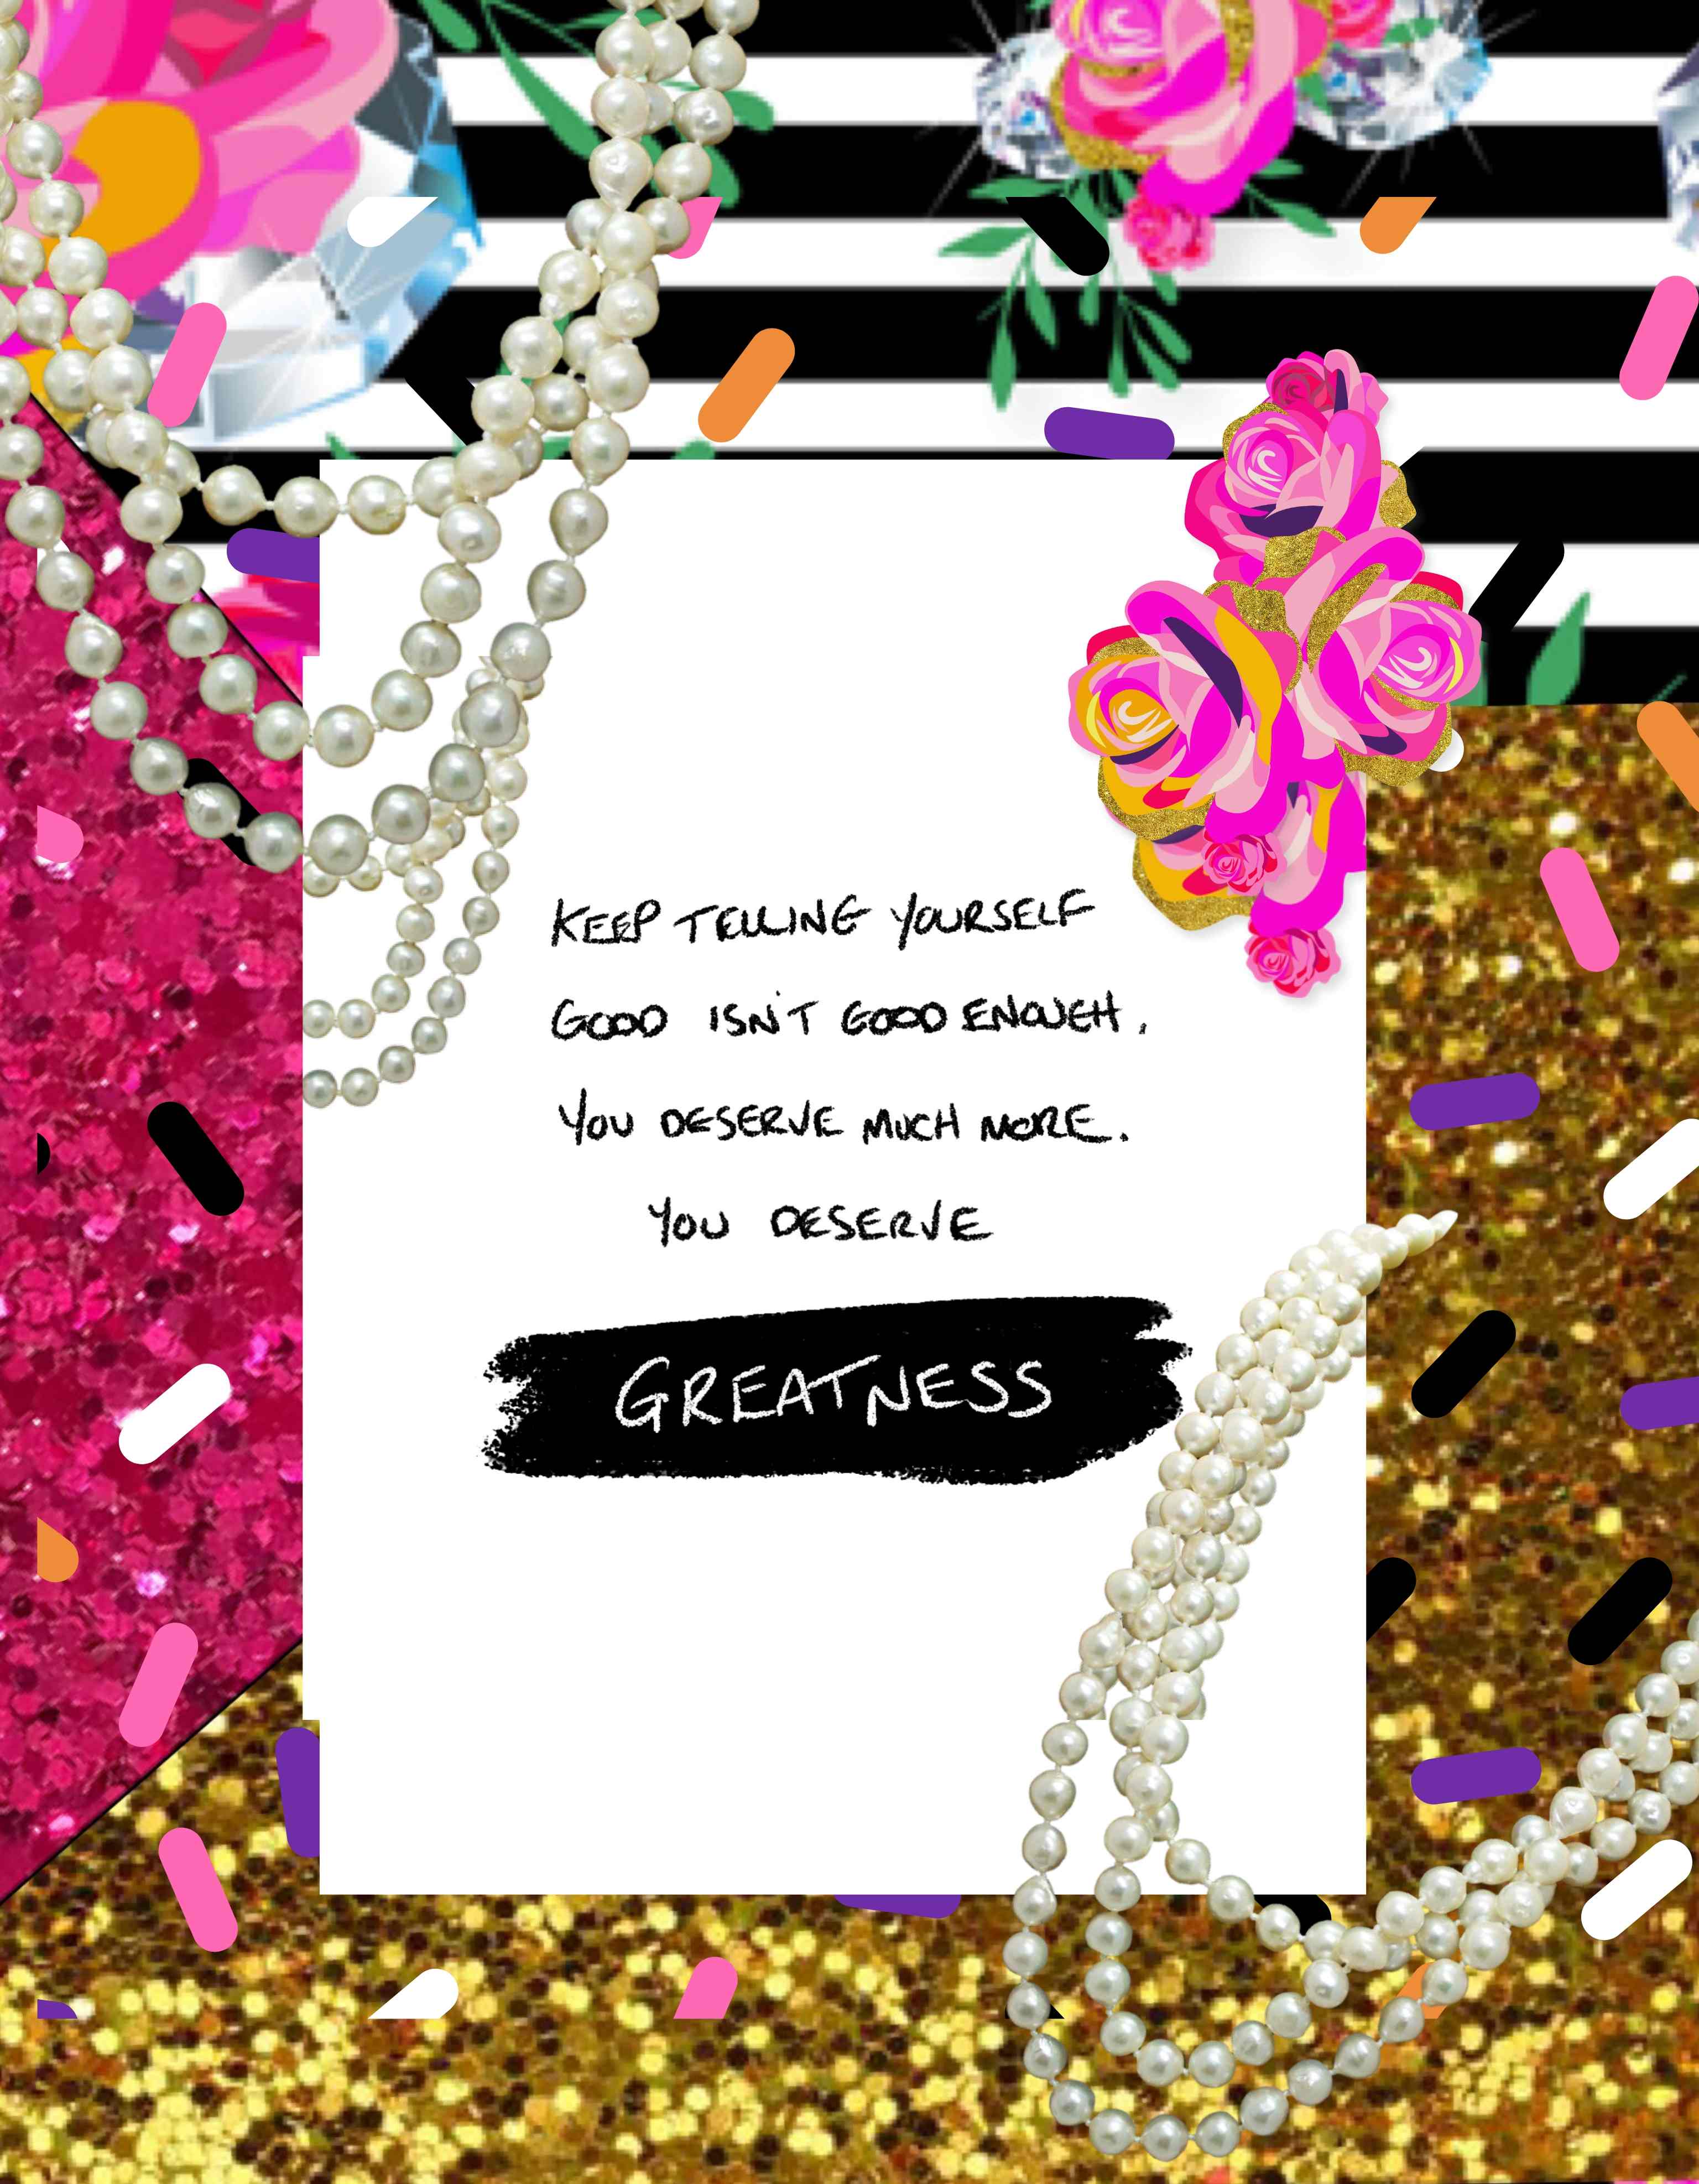 KEEP TELLING YOURSELF
GOOD ISN'T GOOD ENOUGH.
YOU DESERVE MUCH MORE.
YOU DESERVE
GREATNESS